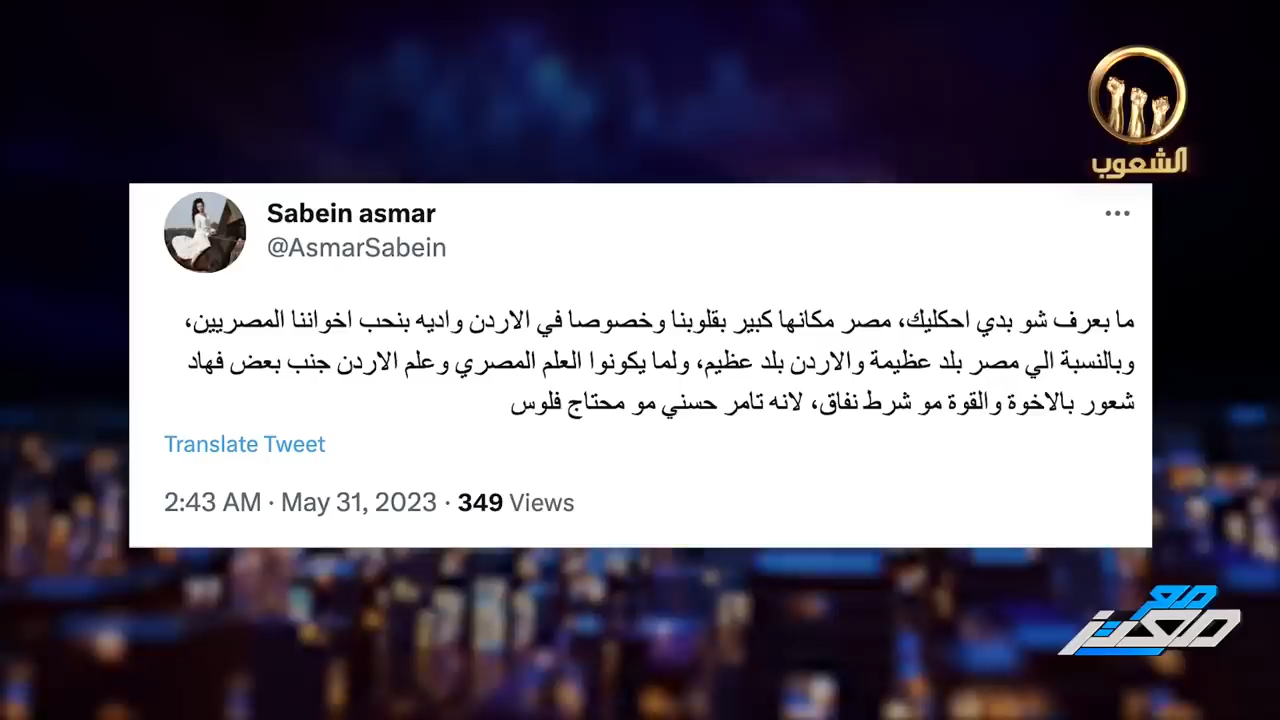 الشعوب
Sabein asmar
@AsmarSabein
ما بعرف شو بدي احكليك، مصر مكانها كبير بقلوبنا وخصوصا في الاردن واديه بنحب اخواننا المصريين،
وبالنسبة الي مصر بلد عظيمة والاردن بلد عظيم، ولما يكونوا العلم المصري وعلم الاردن جنب بعض فهاد
شعور بالاخوة والقوة مو شرط نفاق، لانه تامر حسني مو محتاج فلوس
Translate Tweet
2:43 AM · May 31, 2023 · 349 Views
مع
معتز